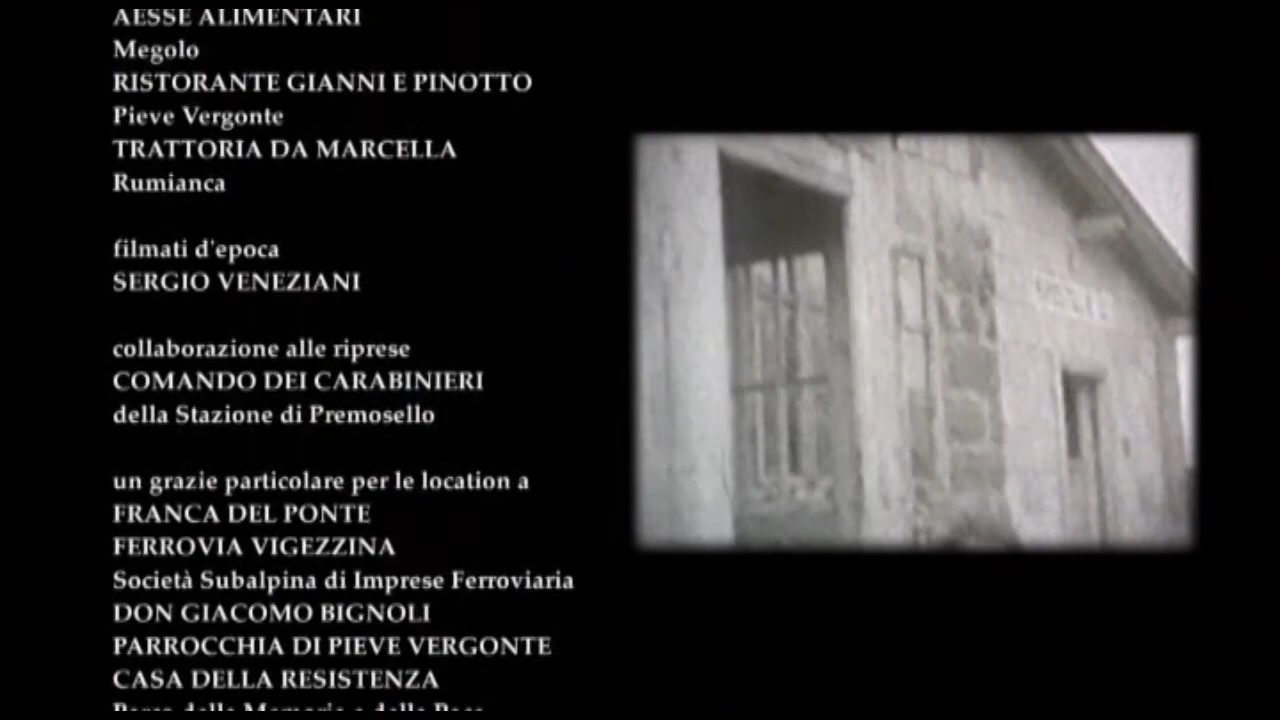 AESSE ALIMENTARI
Megolo
RISTORANTE GIANNI E PINOTTO
Pieve Vergonte
TRATTORIA DA MARCELLA
Rumianca
filmati d'epoca
SERGIO VENEZIANI
collaborazione alle riprese
COMANDO DEI CARABINIERI
della Stazione di Premosello
un grazie particolare per le location a
FRANCA DEL PONTE
FERROVIA VIGEZZINA
Società Subalpina di Imprese Ferroviaria
DON GIACOMO BIGNOLI
PARROCCHIA DI PIEVE VERGONTE
CASA DELLA RESISTENZA